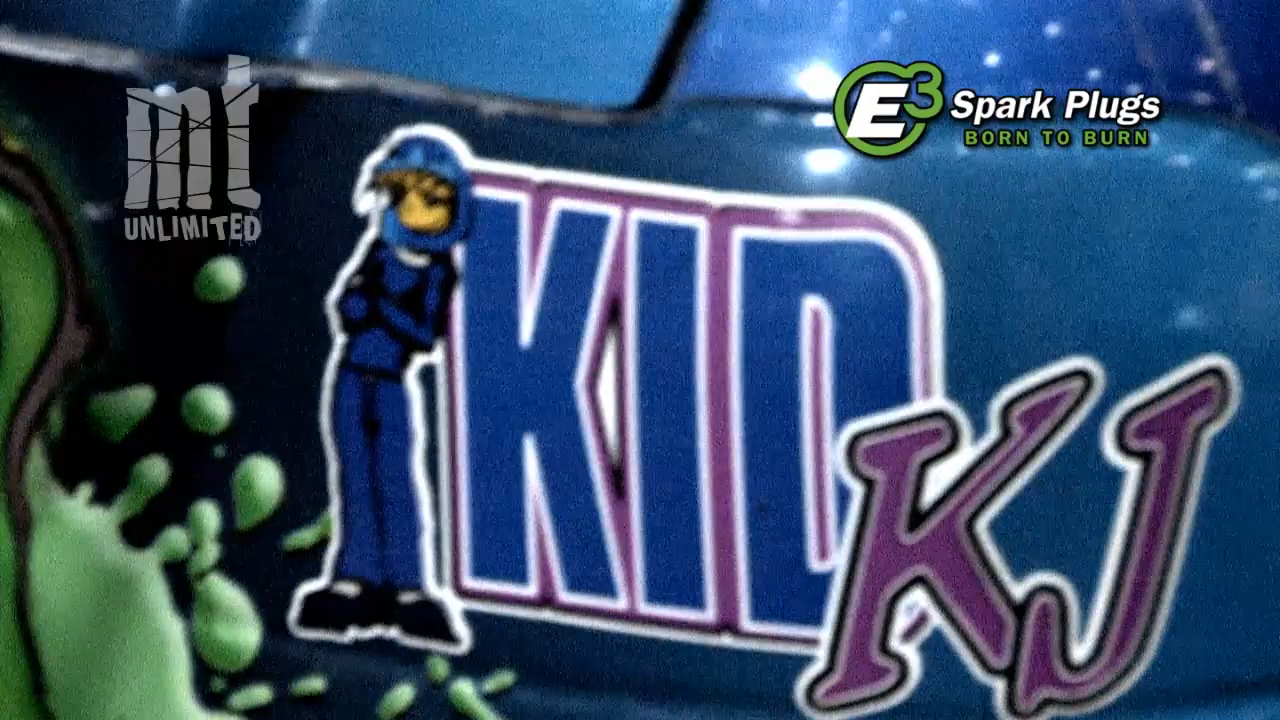 mt
UNLIMITED
E3 Spark Plugs
BORN TO BURN
KID
KJ